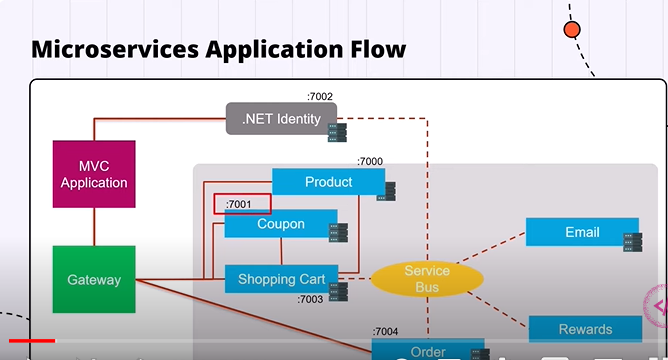 Microservices Application Flow
:7002
.NET Identity
MVC
Application
:7000
Product
:7001
Coupon
Email
Gateway
Shopping Cart
Service
Bus
:7003
Rewards
:7004
Order